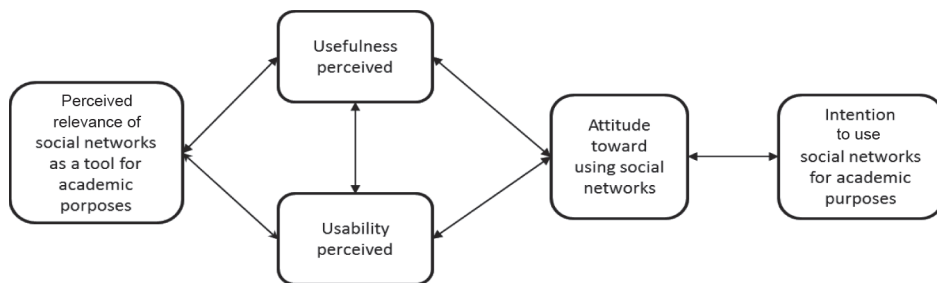 Perceived
relevance of
social networks
as a tool for
academic
porposes
Usefulness
perceived
Usability
perceived
Attitude
toward
using social
networks
Intention
to use
social networks
for academic
purposes